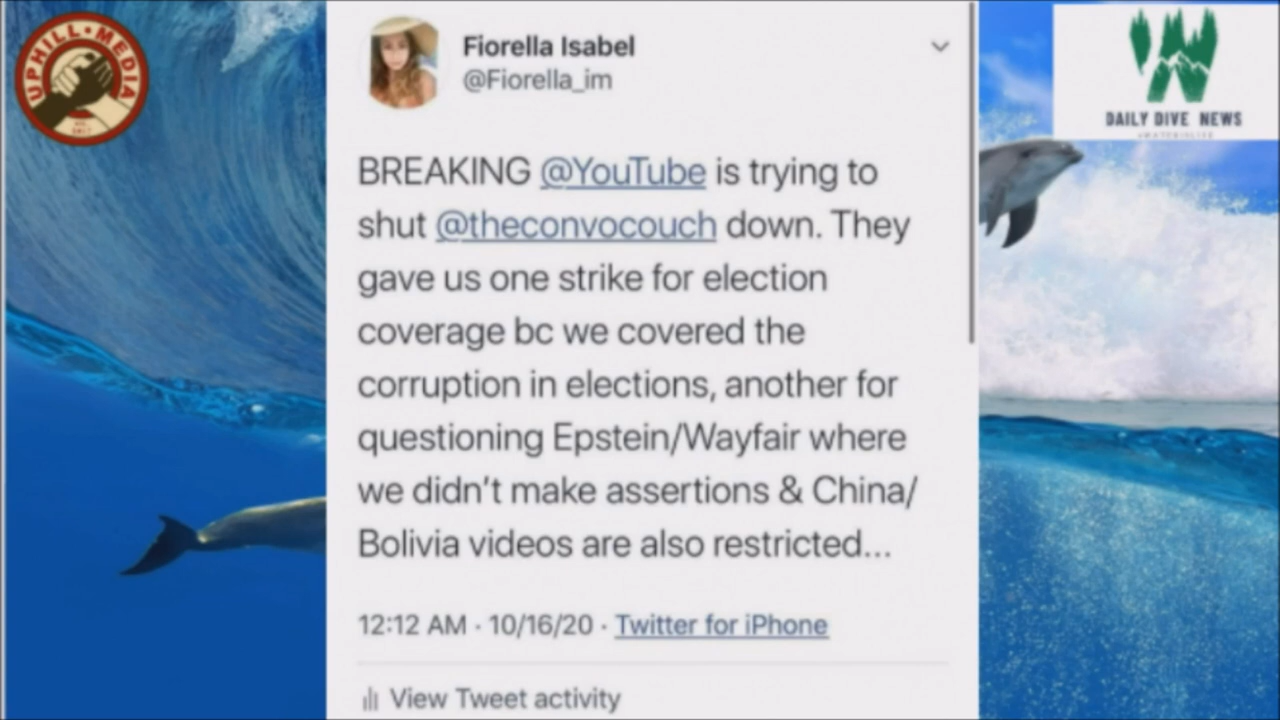 UPHILL • MEDIA
Fiorella Isabel
@Fiorella_im
DAILY DIVE NEWS
BREAKING @YouTube is trying to
shut @theconvocouch down. They
gave us one strike for election
coverage bc we covered the
corruption in elections, another for
questioning Epstein/Wayfair where
we didn't make assertions & China/
Bolivia videos are also restricted...
12:12 AM · 10/16/20 · Twitter for iPhone
View Tweet activity